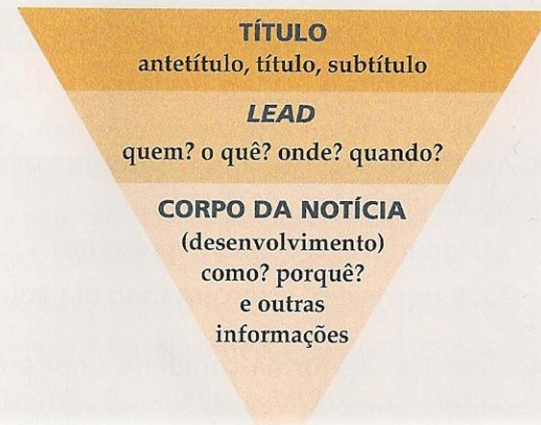 TÍTULO
antetítulo, título, subtítulo
LEAD
quem? o quê? onde? quando?
CORPO DA NOTÍCIA
(desenvolvimento)
como? porquê?
e outras
informações